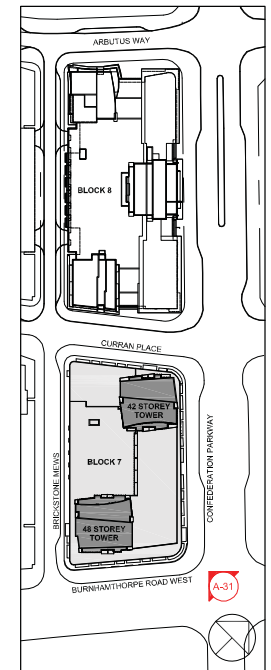 ARBUTUS WAY
BLOCK 8
CURRAN PLACE
42 STOREY
TOWER
BRICKSTONE MEWS
CONFEDERATION PARKWAY
BLOCK 7
48 STOREY
TOWER
BURNHAMTHORPE ROAD WEST
A-31